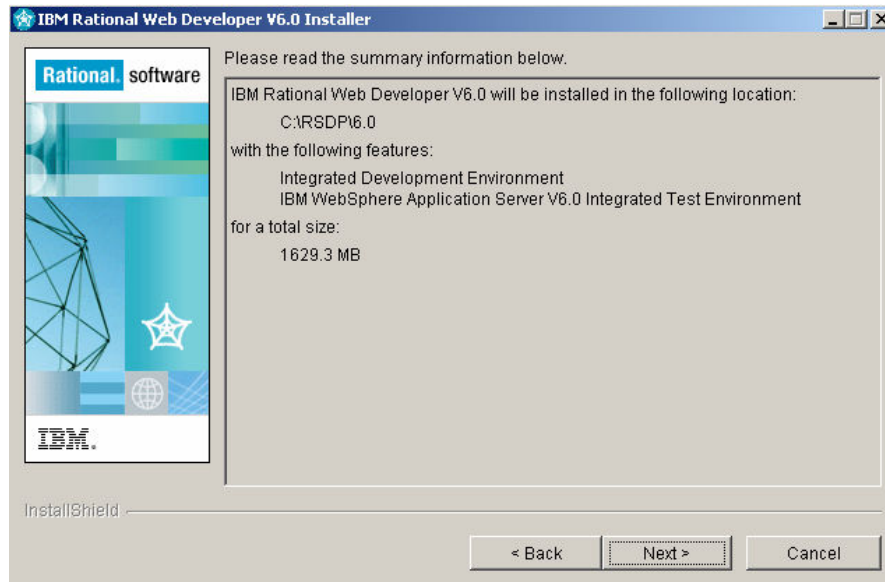 IBM Rational Web Developer V6.0 Installer
Rational. software
Please read the summary information below.
IBM Rational Web Developer V6.0 will be installed in the following location:
C:\RSDP\6.0
with the following features:
Integrated Development Environment
IBM WebSphere Application Server V6.0 Integrated Test Environment
for a total size:
1629.3 MB
IBM.
InstallShield
< Back
Next >
Cancel